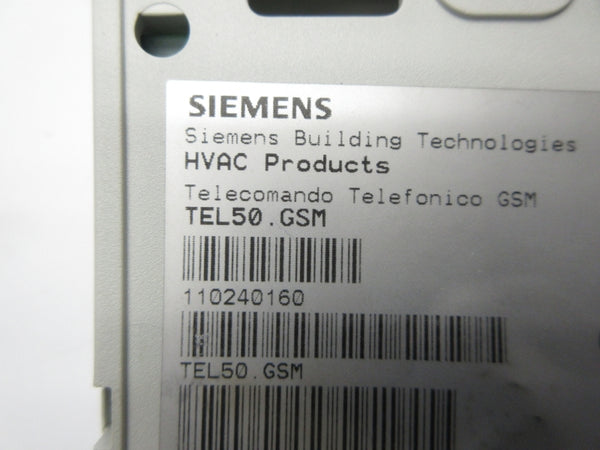 SIEMENS
Siemens Building Technologies
HVAC Products
Telecomando Telefonico GSM
TEL50.GSM
110240160
TEL50.GSM